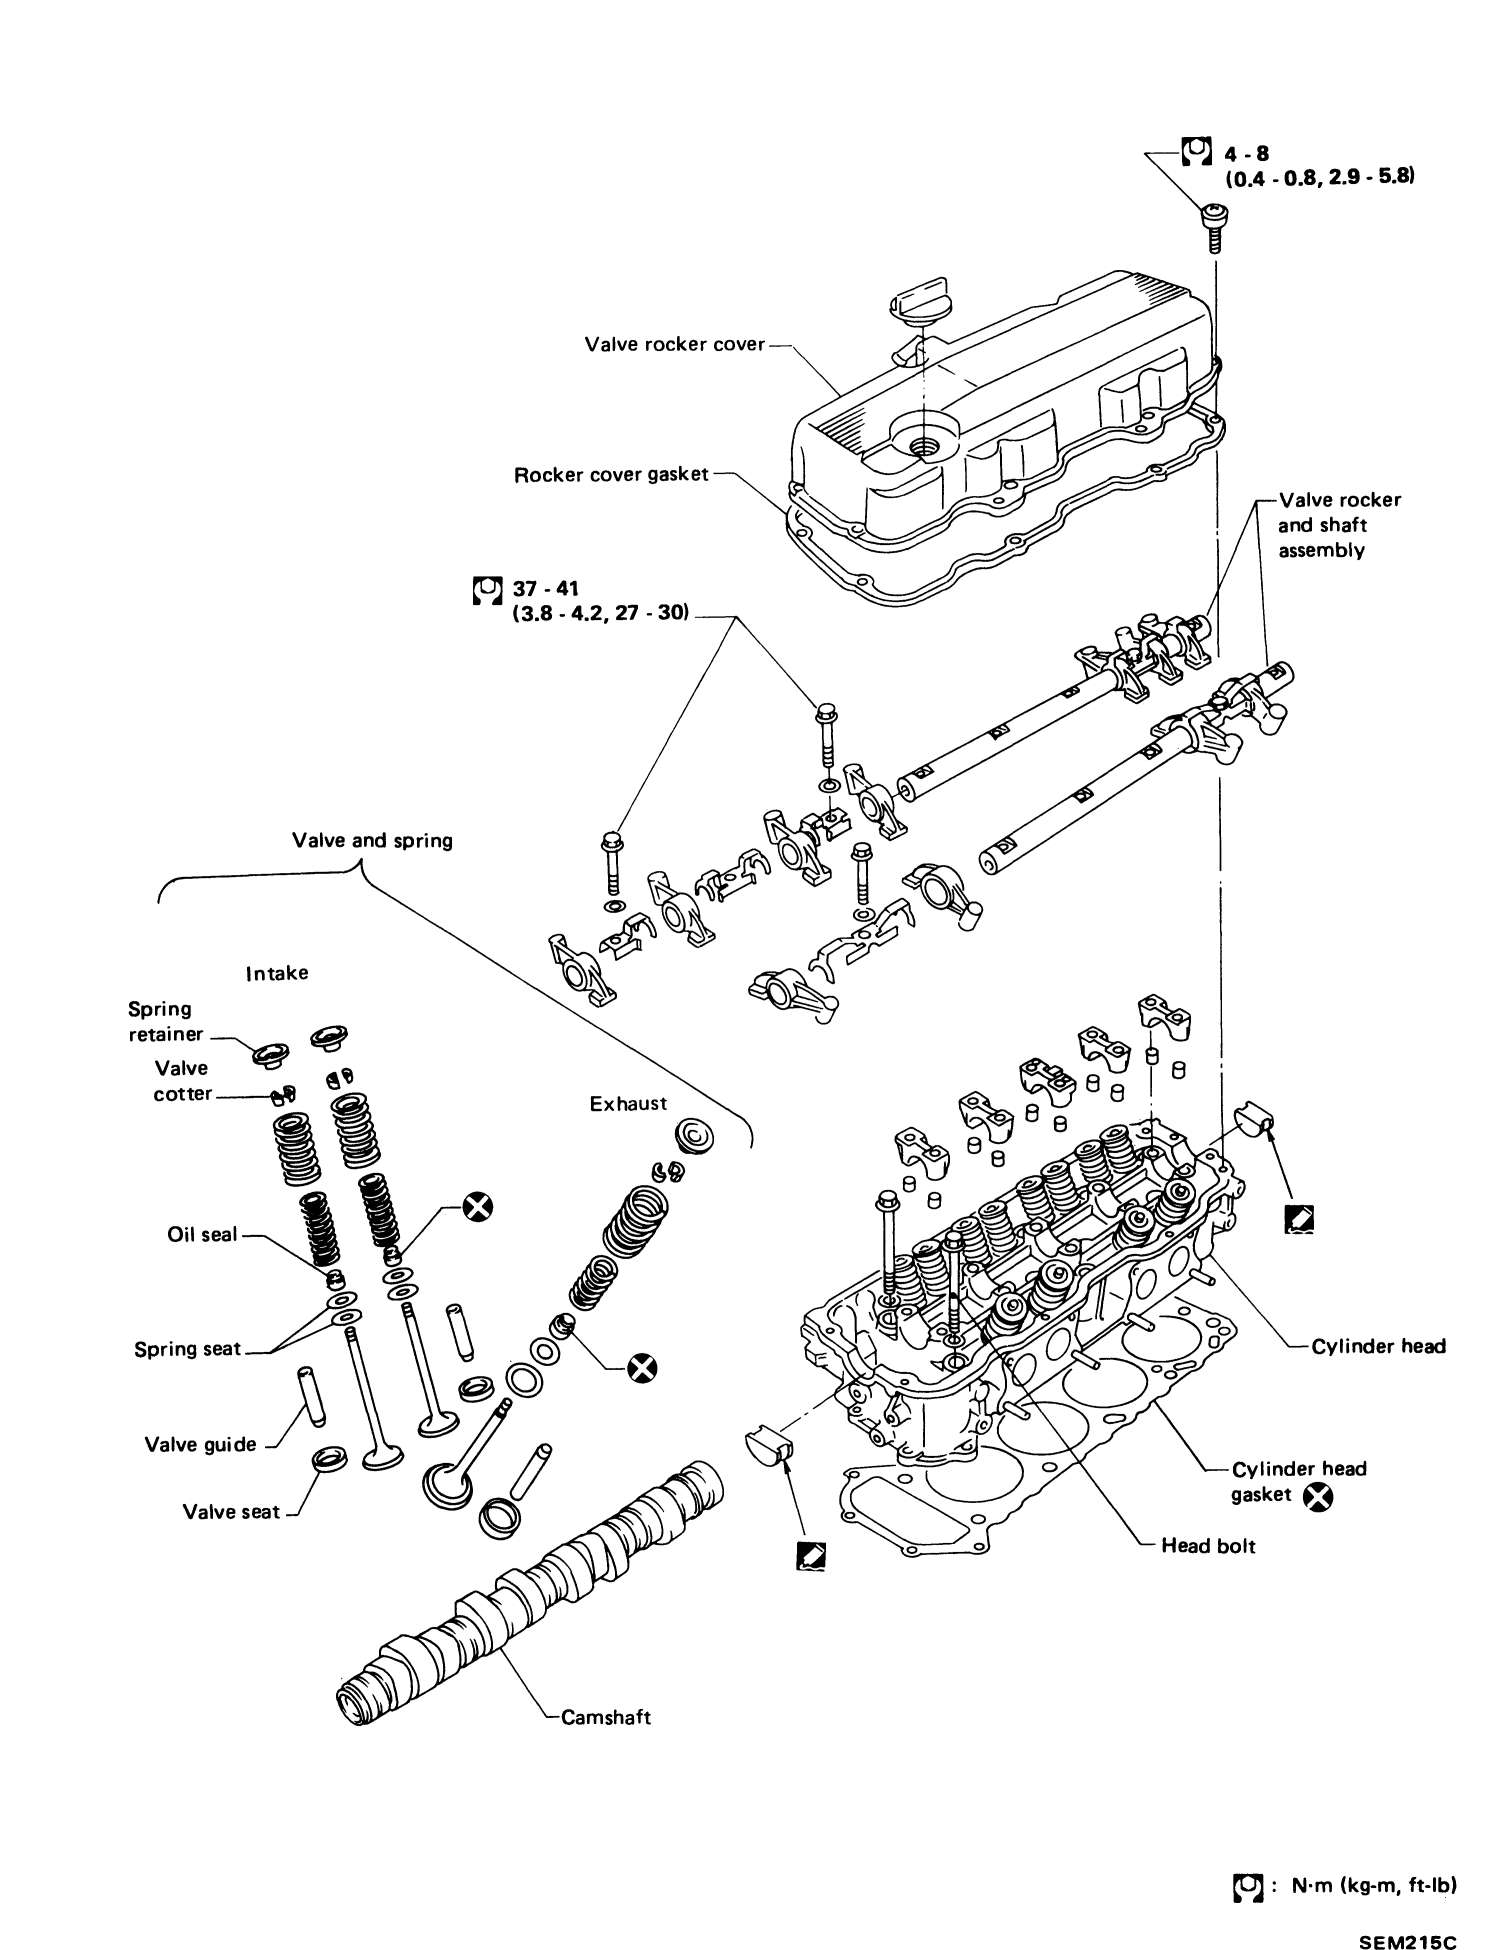 4 - 8
(0.4 - 0.8, 2.9 - 5.8)
Valve rocker cover
Rocker cover gasket
Valve rocker
and shaft
assembly
37 - 41
(3.8 - 4.2, 27 - 30)
Valve and spring
Intake
Spring
retainer
Valve
cotter
Exhaust
Oil seal
Spring seat
Valve guide
Valve seat
Cylinder head
Cylinder head
gasket
Head bolt
Camshaft
: N·m (kg-m, ft-lb)
SEM215C